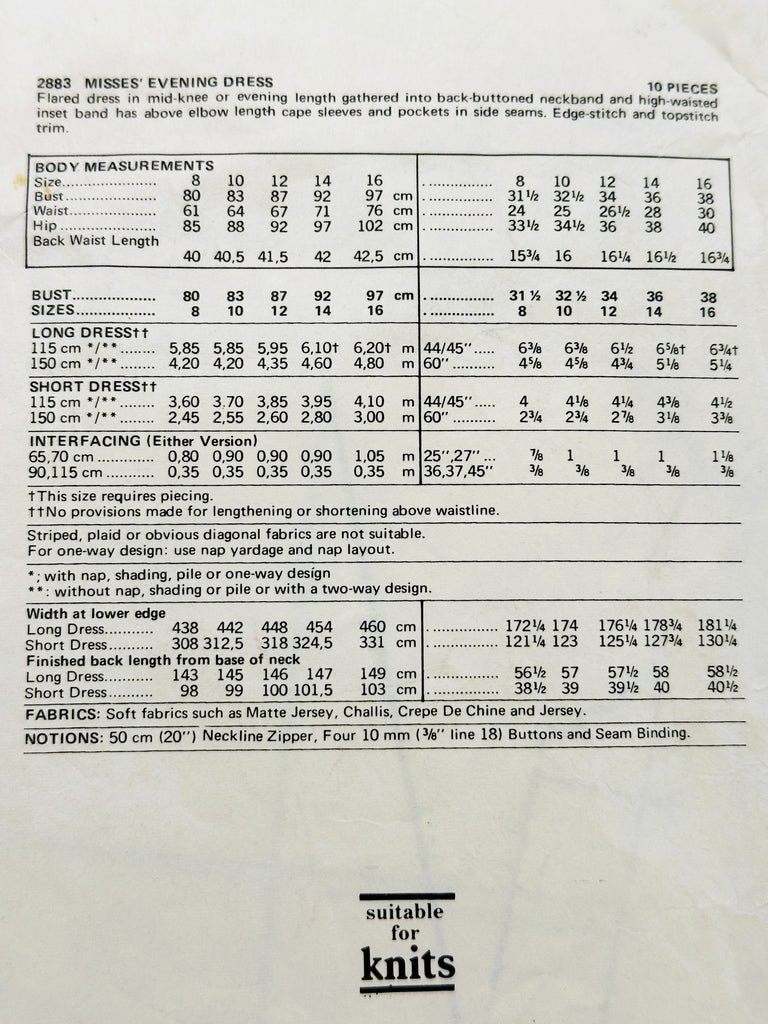 2883 MISSES' EVENING DRESS 10 PIECES
Flared dress in mid-knee or evening length gathered into back-buttoned neckband and high-waisted
inset band has above elbow length cape sleeves and pockets in side seams. Edge-stitch and topstitch
trim.
BODY MEASUREMENTS
Size...................... 8 10 12 14 16 ................ 8 10 12 14 16
Bust...................... 80 83 87 92 97 cm ................ 31½ 32½ 34 36 38
Waist..................... 61 64 67 71 76 cm ................ 24 25 26½ 28 30
Hip....................... 85 88 92 97 102 cm ................ 33½ 34½ 36 38 40
Back Waist Length
40 40,5 41,5 42 42,5 cm ................ 15¾ 16 16¼ 16½ 16¾
BUST................... 80 83 87 92 97 cm ................ 31 ½ 32 ½ 34 36 38
SIZES.................. 8 10 12 14 16 ................ 8 10 12 14 16
LONG DRESS††
115 cm */** ........ 5,85 5,85 5,95 6,10† 6,20† m 44/45"..... 6⅜ 6⅜ 6½ 6⅝† 6¾†
150 cm */** ........ 4,20 4,20 4,35 4,60 4,80 m 60".......... 4⅝ 4⅝ 4¾ 5⅛ 5¼
SHORT DRESS††
115 cm */** ........ 3,60 3.70 3,85 3,95 4,10 m 44/45"..... 4 4⅛ 4¼ 4⅜ 4½
150 cm */** ........ 2,45 2,55 2,60 2,80 3,00 m 60".......... 2¾ 2¾ 2⅞ 3⅛ 3⅜
INTERFACING (Either Version)
65,70 cm ............. 0,80 0,90 0,90 0,90 1,05 m 25",27" ... ⅞ 1 1 1 1⅛
90,115 cm ........... 0,35 0,35 0,35 0,35 0,35 m 36,37,45" ⅜ ⅜ ⅜ ⅜ ⅜
†This size requires piecing.
††No provisions made for lengthening or shortening above waistline.
Striped, plaid or obvious diagonal fabrics are not suitable.
For one-way design: use nap yardage and nap layout.
*; with nap, shading, pile or one-way design
**: without nap, shading or pile or with a two-way design.
Width at lower edge
Long Dress........... 438 442 448 454 460 cm ................ 172¼ 174 176¼ 178¾ 181¼
Short Dress.......... 308 312,5 318 324,5 331 cm ................ 121¼ 123 125¼ 127¾ 130¼
Finished back length from base of neck
Long Dress........... 143 145 146 147 149 cm ................ 56½ 57 57½ 58 58½
Short Dress.......... 98 99 100 101,5 103 cm ................ 38½ 39 39½ 40 40½
FABRICS: Soft fabrics such as Matte Jersey, Challis, Crepe De Chine and Jersey.
NOTIONS: 50 cm (20") Neckline Zipper, Four 10 mm (⅜" line 18) Buttons and Seam Binding.
suitable
for
knits